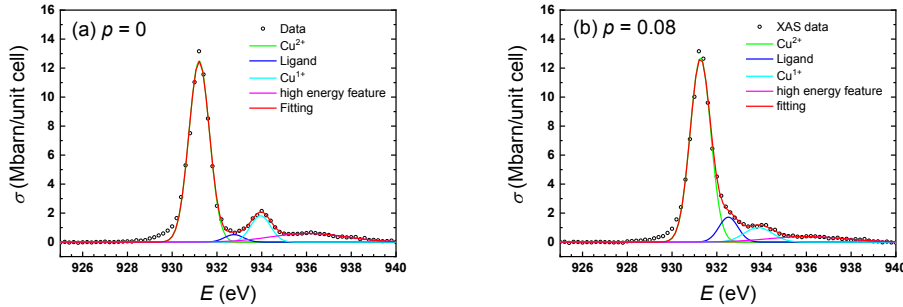 (a) p = 0
Data
Cu²⁺
Ligand
Cu¹⁺
high energy feature
Fitting
σ (Mbarn/unit cell)
16
14
12
10
8
6
4
2
0
926 928 930 932 934 936 938 940
E (eV)
(b) p = 0.08
XAS data
Cu²⁺
Ligand
Cu¹⁺
high energy feature
fitting
σ (Mbarn/unit cell)
16
14
12
10
8
6
4
2
0
926 928 930 932 934 936 938 940
E (eV)